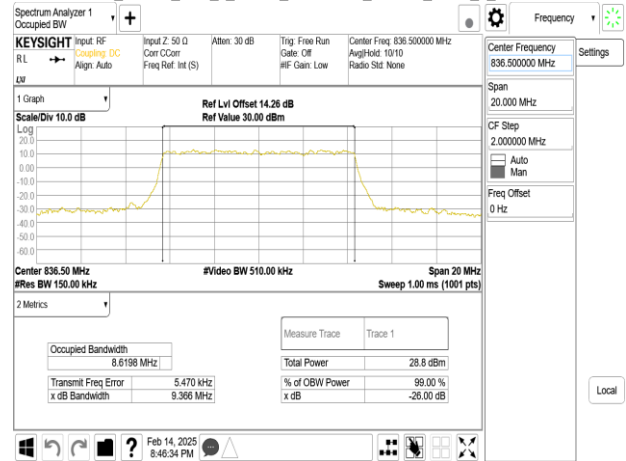 Spectrum Analyzer 1
Occupied BW
Frequency
KEYSIGHT
RL
LXI
Input: RF
Coupling: DC
Align: Auto
Input Z: 50 Ω
Corr CCorr
Freq Ref: Int (S)
Atten: 30 dB
Trig: Free Run
Gate: Off
#IF Gain: Low
Center Freq: 836.500000 MHz
Avg|Hold: 10/10
Radio Std: None
Center Frequency
836.500000 MHz
Settings
Span
20.000 MHz
CF Step
2.000000 MHz
Auto
Man
Freq Offset
0 Hz
Local
1 Graph
Scale/Div 10.0 dB
Ref Lvl Offset 14.26 dB
Ref Value 30.00 dBm
Log
20.0
10.0
0.00
-10.0
-20.0
-30.0
-40.0
-50.0
-60.0
Center 836.50 MHz
#Res BW 150.00 kHz
#Video BW 510.00 kHz
Span 20 MHz
Sweep 1.00 ms (1001 pts)
2 Metrics
Measure Trace Trace 1
Occupied Bandwidth
8.6198 MHz
Total Power 28.8 dBm
Transmit Freq Error 5.470 kHz
% of OBW Power 99.00 %
x dB Bandwidth 9.366 MHz
x dB -26.00 dB
Feb 14, 2025
8:46:34 PM